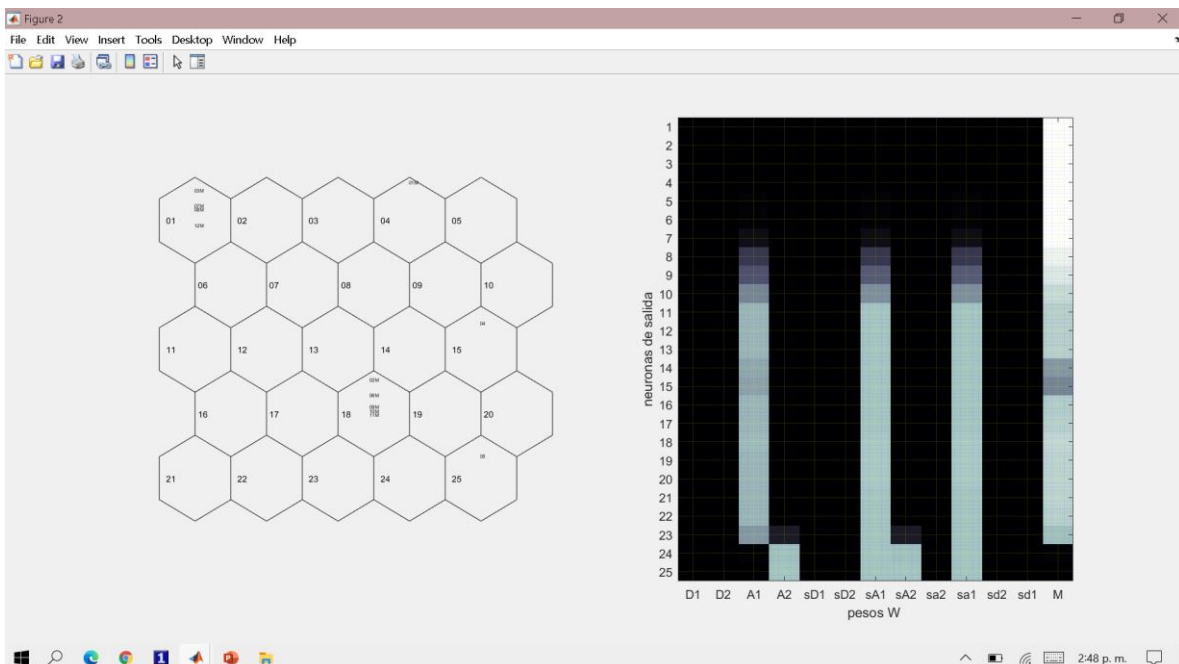 Figure 2
File Edit View Insert Tools Desktop Window Help
01 02 03 04 05
06 07 08 09 10
11 12 13 14 15
16 17 18 19 20
21 22 23 24 25
neuronas de salida
1
2
3
4
5
6
7
8
9
10
11
12
13
14
15
16
17
18
19
20
21
22
23
24
25
D1 D2 A1 A2 sD1 sD2 sA1 sA2 sa2 sa1 sd2 sd1 M
pesos W
2:48 p. m.